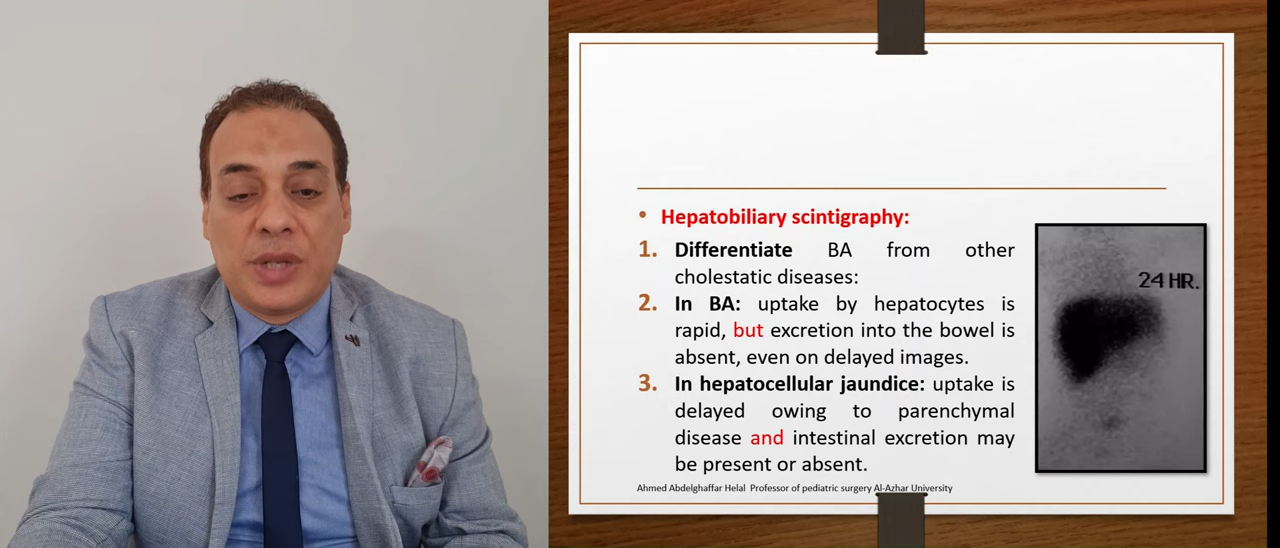 • Hepatobiliary scintigraphy:
1. Differentiate BA from other
cholestatic diseases:
2. In BA: uptake by hepatocytes is
rapid, but excretion into the bowel is
absent, even on delayed images.
3. In hepatocellular jaundice: uptake is
delayed owing to parenchymal
disease and intestinal excretion may
be present or absent.
24 HR.
Ahmed Abdelghaffar Helal Professor of pediatric surgery Al-Azhar University